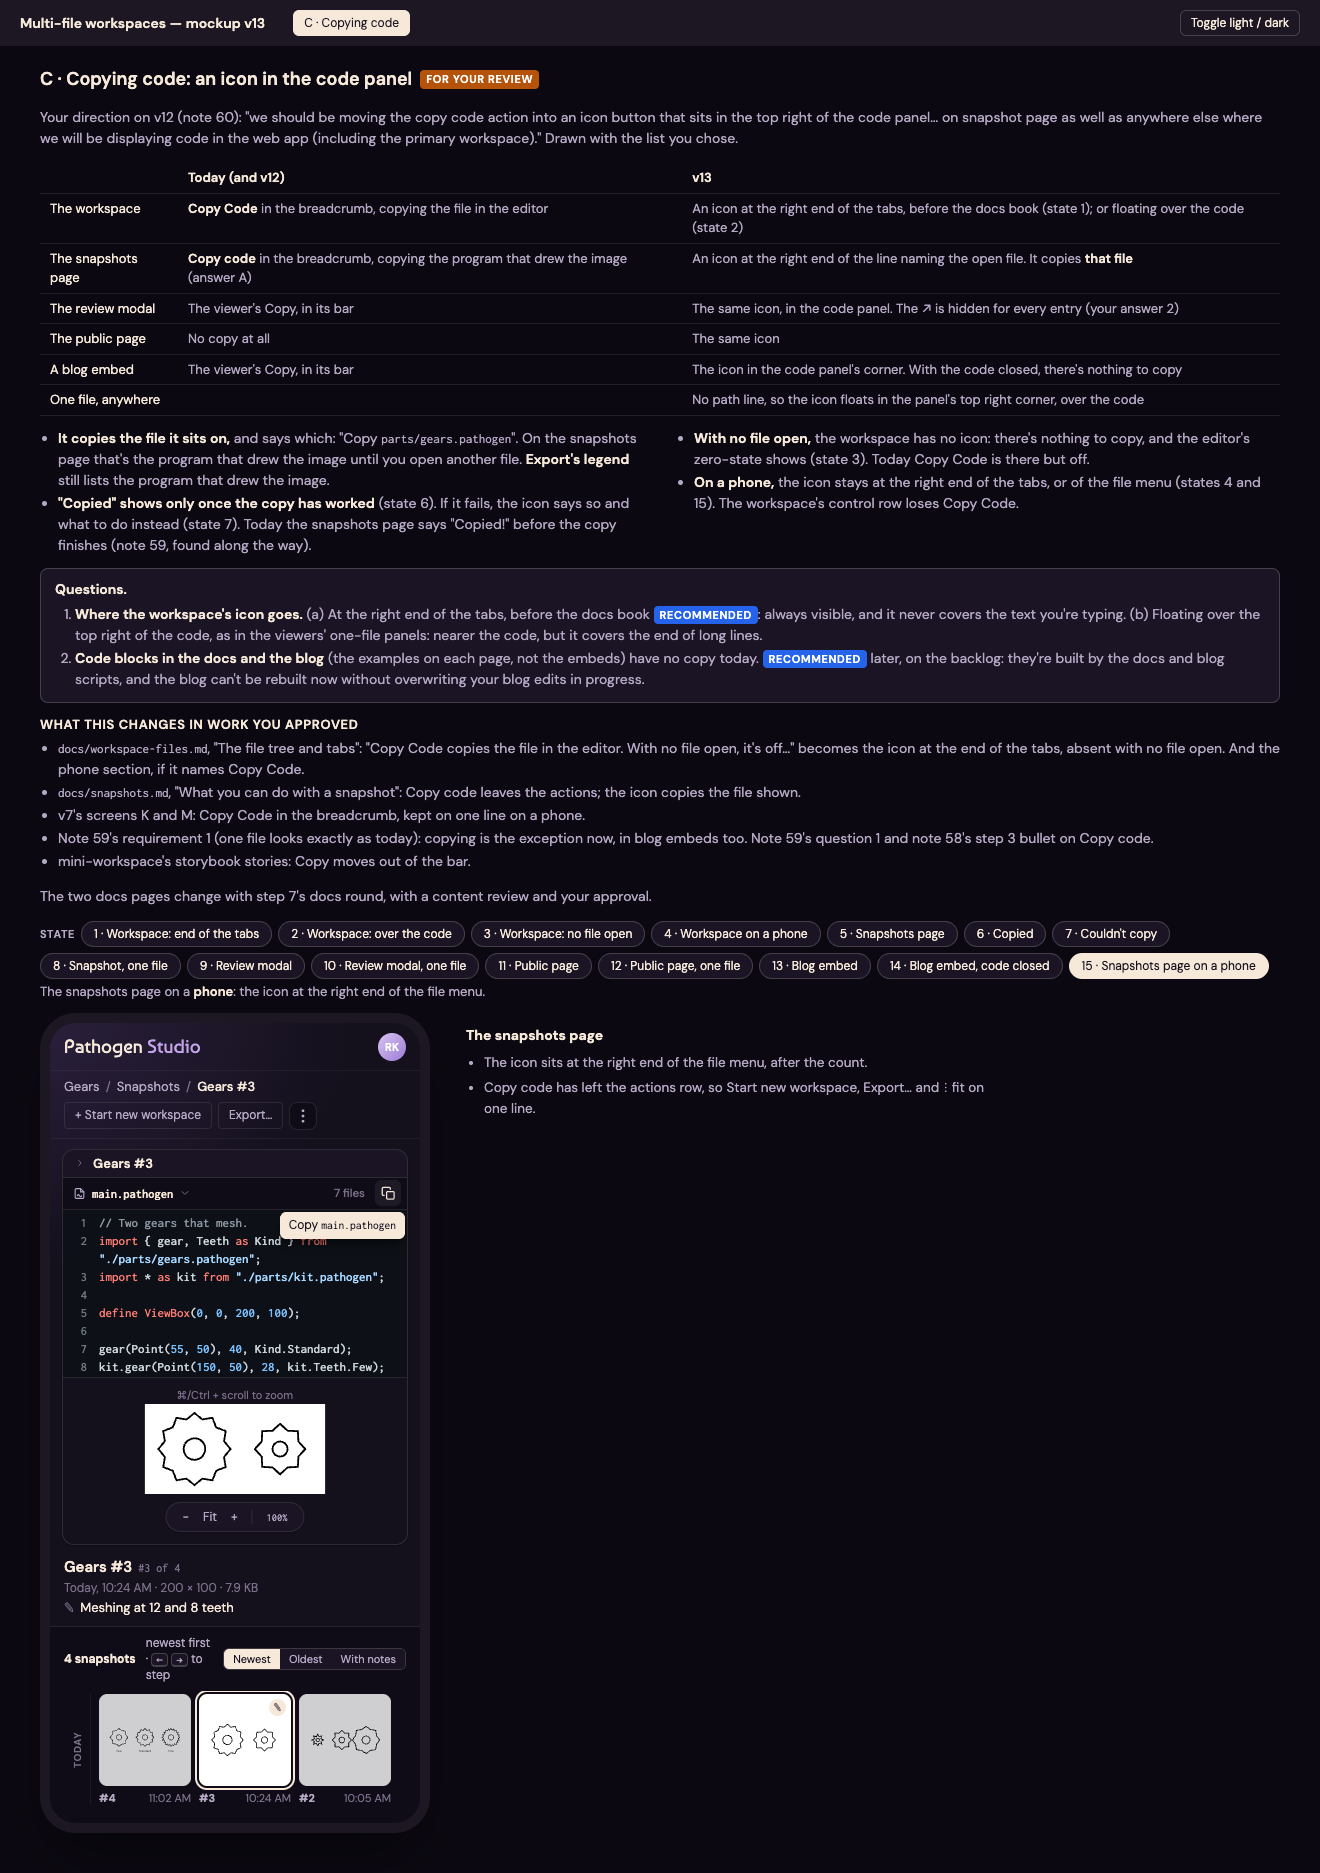 Multi-file workspaces — mockup v13
C · Copying code
Toggle light / dark
C · Copying code: an icon in the code panel
FOR YOUR REVIEW
Your direction on v12 (note 60): "we should be moving the copy code action into an icon button that sits in the top right of the code panel… on snapshot page as well as anywhere else where
we will be displaying code in the web app (including the primary workspace)." Drawn with the list you chose.
Today (and v12)
v13
The workspace
Copy Code in the breadcrumb, copying the file in the editor
An icon at the right end of the tabs, before the docs book (state 1); or floating over the code
(state 2)
The snapshots
page
Copy code in the breadcrumb, copying the program that drew the image
(answer A)
An icon at the right end of the line naming the open file. It copies that file
The review modal
The viewer's Copy, in its bar
The same icon, in the code panel. The ↗ is hidden for every entry (your answer 2)
The public page
No copy at all
The same icon
A blog embed
The viewer's Copy, in its bar
The icon in the code panel's corner. With the code closed, there's nothing to copy
One file, anywhere
No path line, so the icon floats in the panel's top right corner, over the code
• It copies the file it sits on, and says which: "Copy parts/gears.pathogen". On the snapshots
page that's the program that drew the image until you open another file. Export's legend
still lists the program that drew the image.
• "Copied" shows only once the copy has worked (state 6). If it fails, the icon says so and
what to do instead (state 7). Today the snapshots page says "Copied!" before the copy
finishes (note 59, found along the way).
• With no file open, the workspace has no icon: there's nothing to copy, and the editor's
zero-state shows (state 3). Today Copy Code is there but off.
• On a phone, the icon stays at the right end of the tabs, or of the file menu (states 4 and
15). The workspace's control row loses Copy Code.
Questions.
1. Where the workspace's icon goes. (a) At the right end of the tabs, before the docs book RECOMMENDED: always visible, and it never covers the text you're typing. (b) Floating over the
top right of the code, as in the viewers' one-file panels: nearer the code, but it covers the end of long lines.
2. Code blocks in the docs and the blog (the examples on each page, not the embeds) have no copy today. RECOMMENDED later, on the backlog: they're built by the docs and blog
scripts, and the blog can't be rebuilt now without overwriting your blog edits in progress.
WHAT THIS CHANGES IN WORK YOU APPROVED
• docs/workspace-files.md, "The file tree and tabs": "Copy Code copies the file in the editor. With no file open, it's off…" becomes the icon at the end of the tabs, absent with no file open. And the
phone section, if it names Copy Code.
• docs/snapshots.md, "What you can do with a snapshot": Copy code leaves the actions; the icon copies the file shown.
• v7's screens K and M: Copy Code in the breadcrumb, kept on one line on a phone.
• Note 59's requirement 1 (one file looks exactly as today): copying is the exception now, in blog embeds too. Note 59's question 1 and note 58's step 3 bullet on Copy code.
• mini-workspace's storybook stories: Copy moves out of the bar.
The two docs pages change with step 7's docs round, with a content review and your approval.
STATE
1 · Workspace: end of the tabs
2 · Workspace: over the code
3 · Workspace: no file open
4 · Workspace on a phone
5 · Snapshots page
6 · Copied
7 · Couldn't copy
8 · Snapshot, one file
9 · Review modal
10 · Review modal, one file
11 · Public page
12 · Public page, one file
13 · Blog embed
14 · Blog embed, code closed
15 · Snapshots page on a phone
The snapshots page on a phone: the icon at the right end of the file menu.
Pathogen Studio
RK
Gears / Snapshots / Gears #3
+ Start new workspace
Export…
⋮
› Gears #3
main.pathogen
7 files
Copy main.pathogen
1 // Two gears that mesh.
2 import { gear, Teeth as Kind } from
"./parts/gears.pathogen";
3 import * as kit from "./parts/kit.pathogen";
4
5 define ViewBox(0, 0, 200, 100);
6
7 gear(Point(55, 50), 40, Kind.Standard);
8 kit.gear(Point(150, 50), 28, kit.Teeth.Few);
⌘/Ctrl + scroll to zoom
− Fit + 100%
Gears #3 #3 of 4
Today, 10:24 AM · 200 × 100 · 7.9 KB
✎ Meshing at 12 and 8 teeth
4 snapshots
newest first
· ← → to
step
Newest
Oldest
With notes
TODAY
#4 11:02 AM
#3 10:24 AM
#2 10:05 AM
The snapshots page
• The icon sits at the right end of the file menu, after the count.
• Copy code has left the actions row, so Start new workspace, Export… and ⋮ fit on
one line.